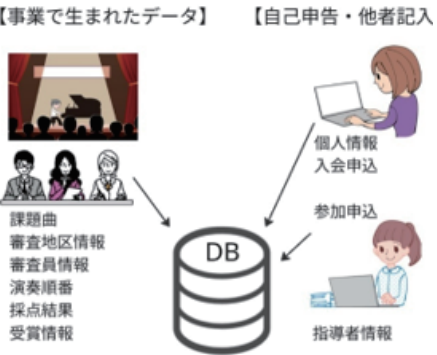 【事業で生まれたデータ】
【自己申告・他者記入
個人情報
入会申込
参加申込
課題曲
審査地区情報
審査員情報
演奏順番
採点結果
受賞情報
DB
指導者情報